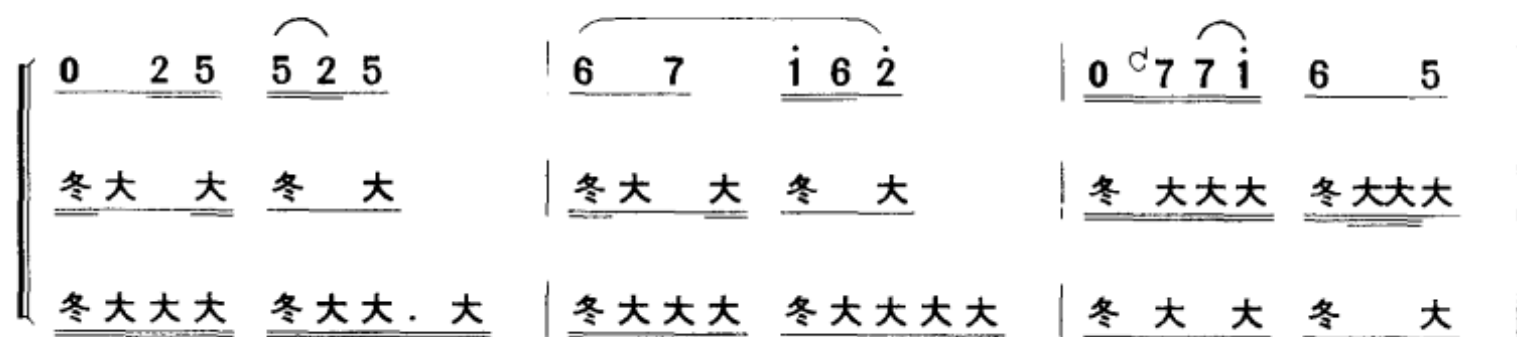 0 2 5 5 2 5 | 6 7 i 6 2̇ | 0 7 7 i 6 5
冬 大 大 冬 大 | 冬 大 大 冬 大 | 冬 大 大 大 冬 大 大 大
冬 大 大 大 冬 大 大 . 大 | 冬 大 大 大 冬 大 大 大 大 | 冬 大 大 冬 大